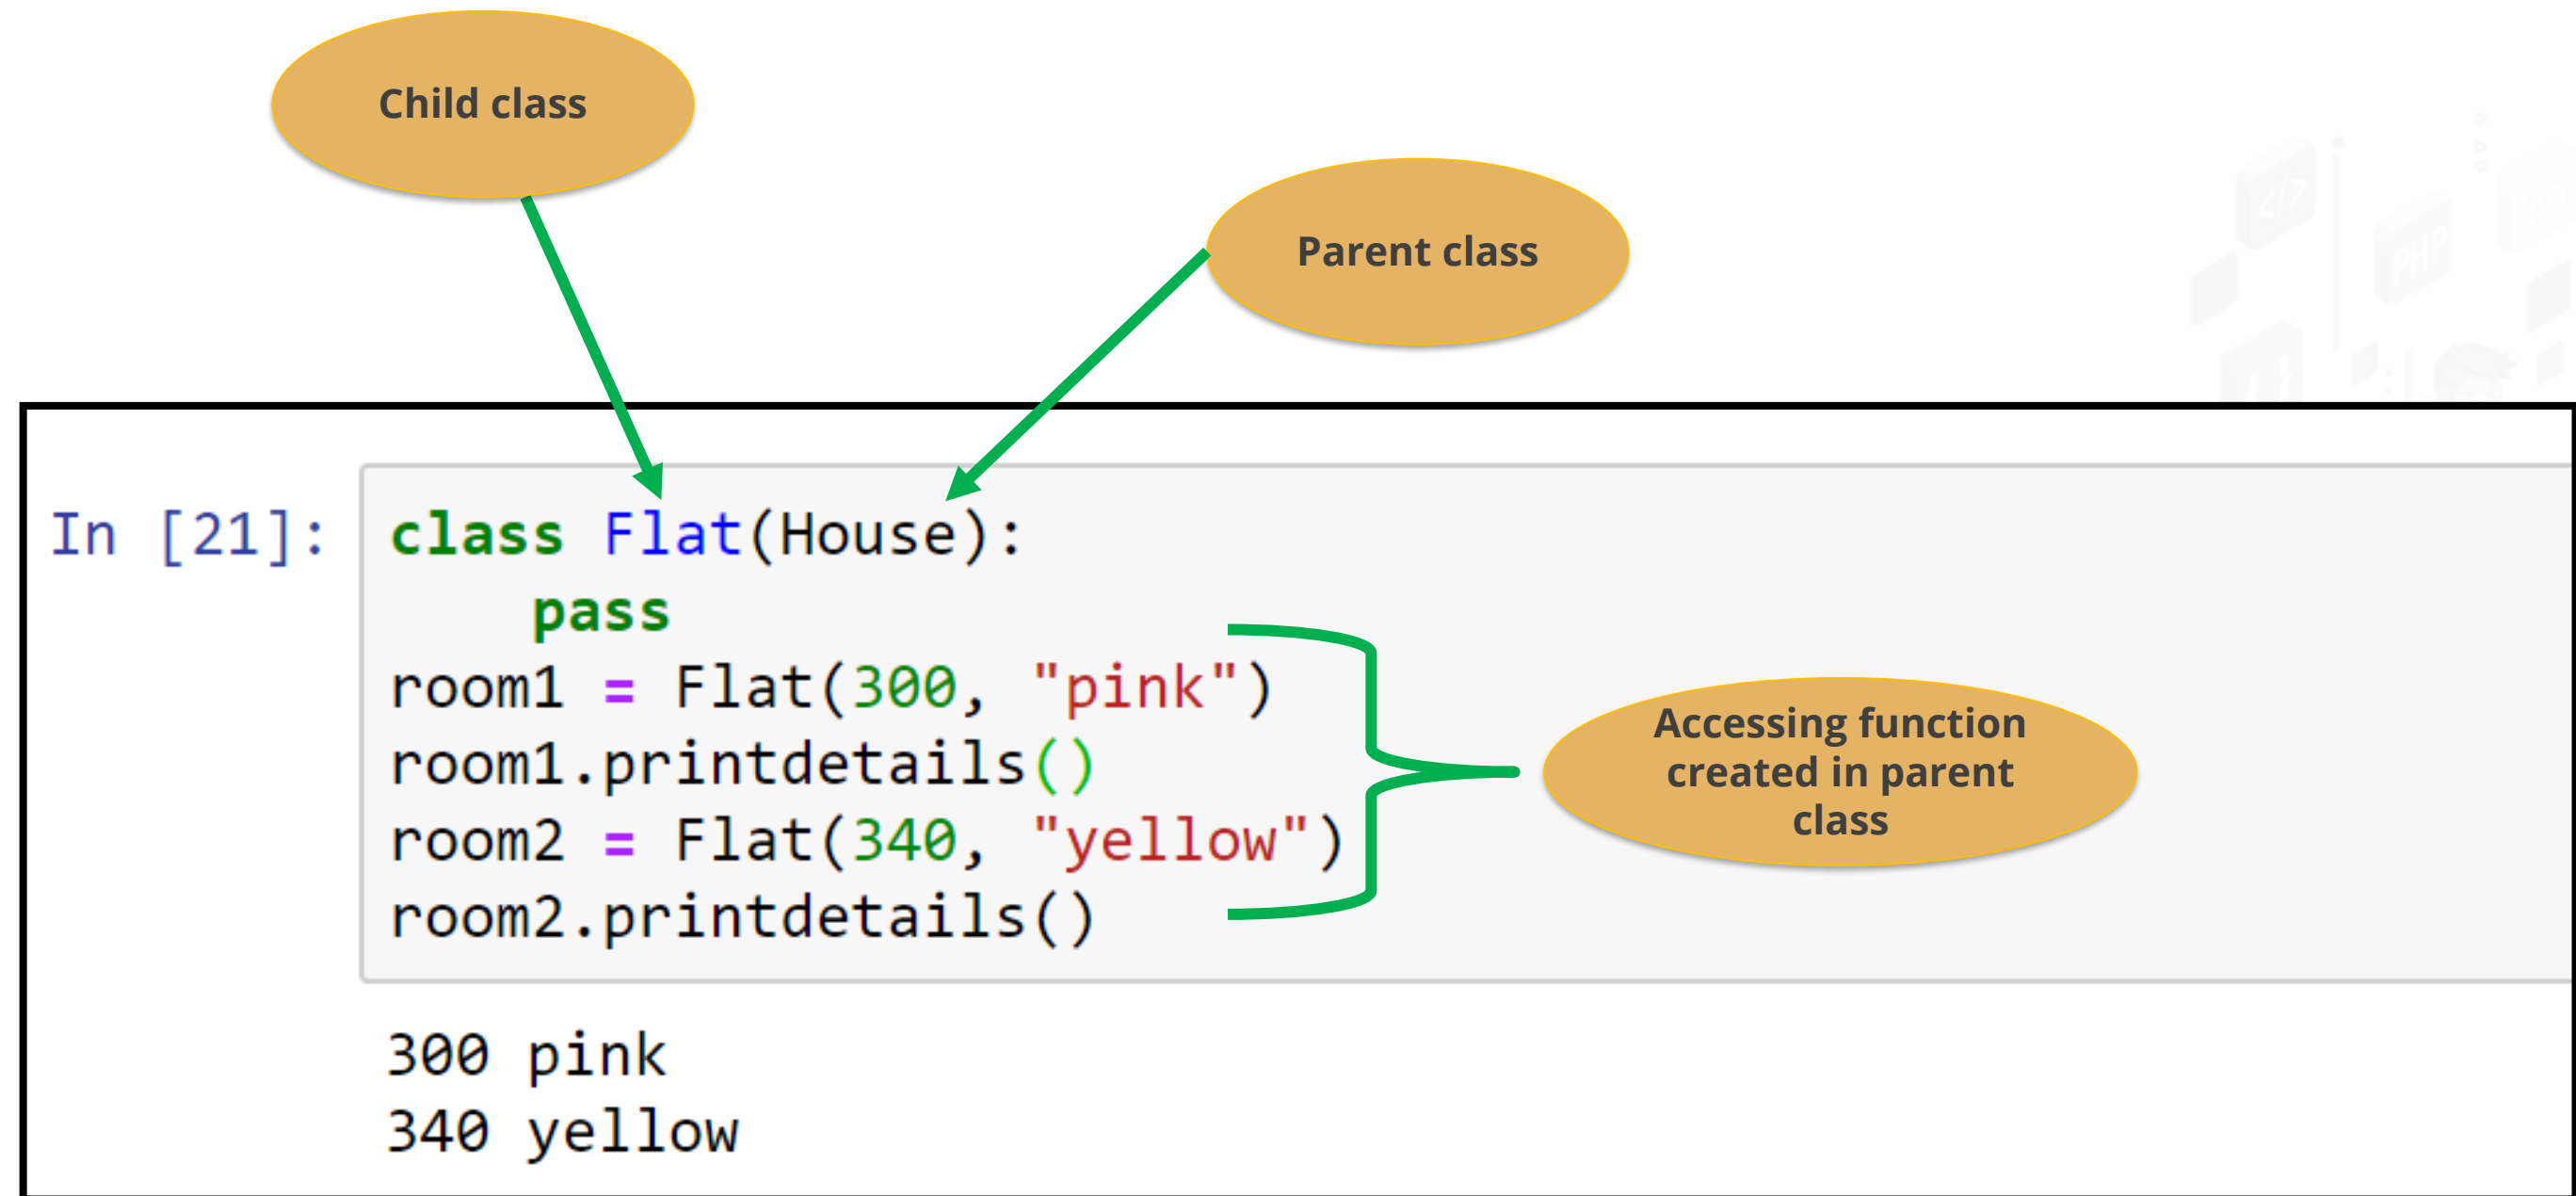 Child class
Parent class
In [21]:
class Flat(House):
    pass
room1 = Flat(300, "pink")
room1.printdetails()
room2 = Flat(340, "yellow")
room2.printdetails()
Accessing function
created in parent
class
300 pink
340 yellow